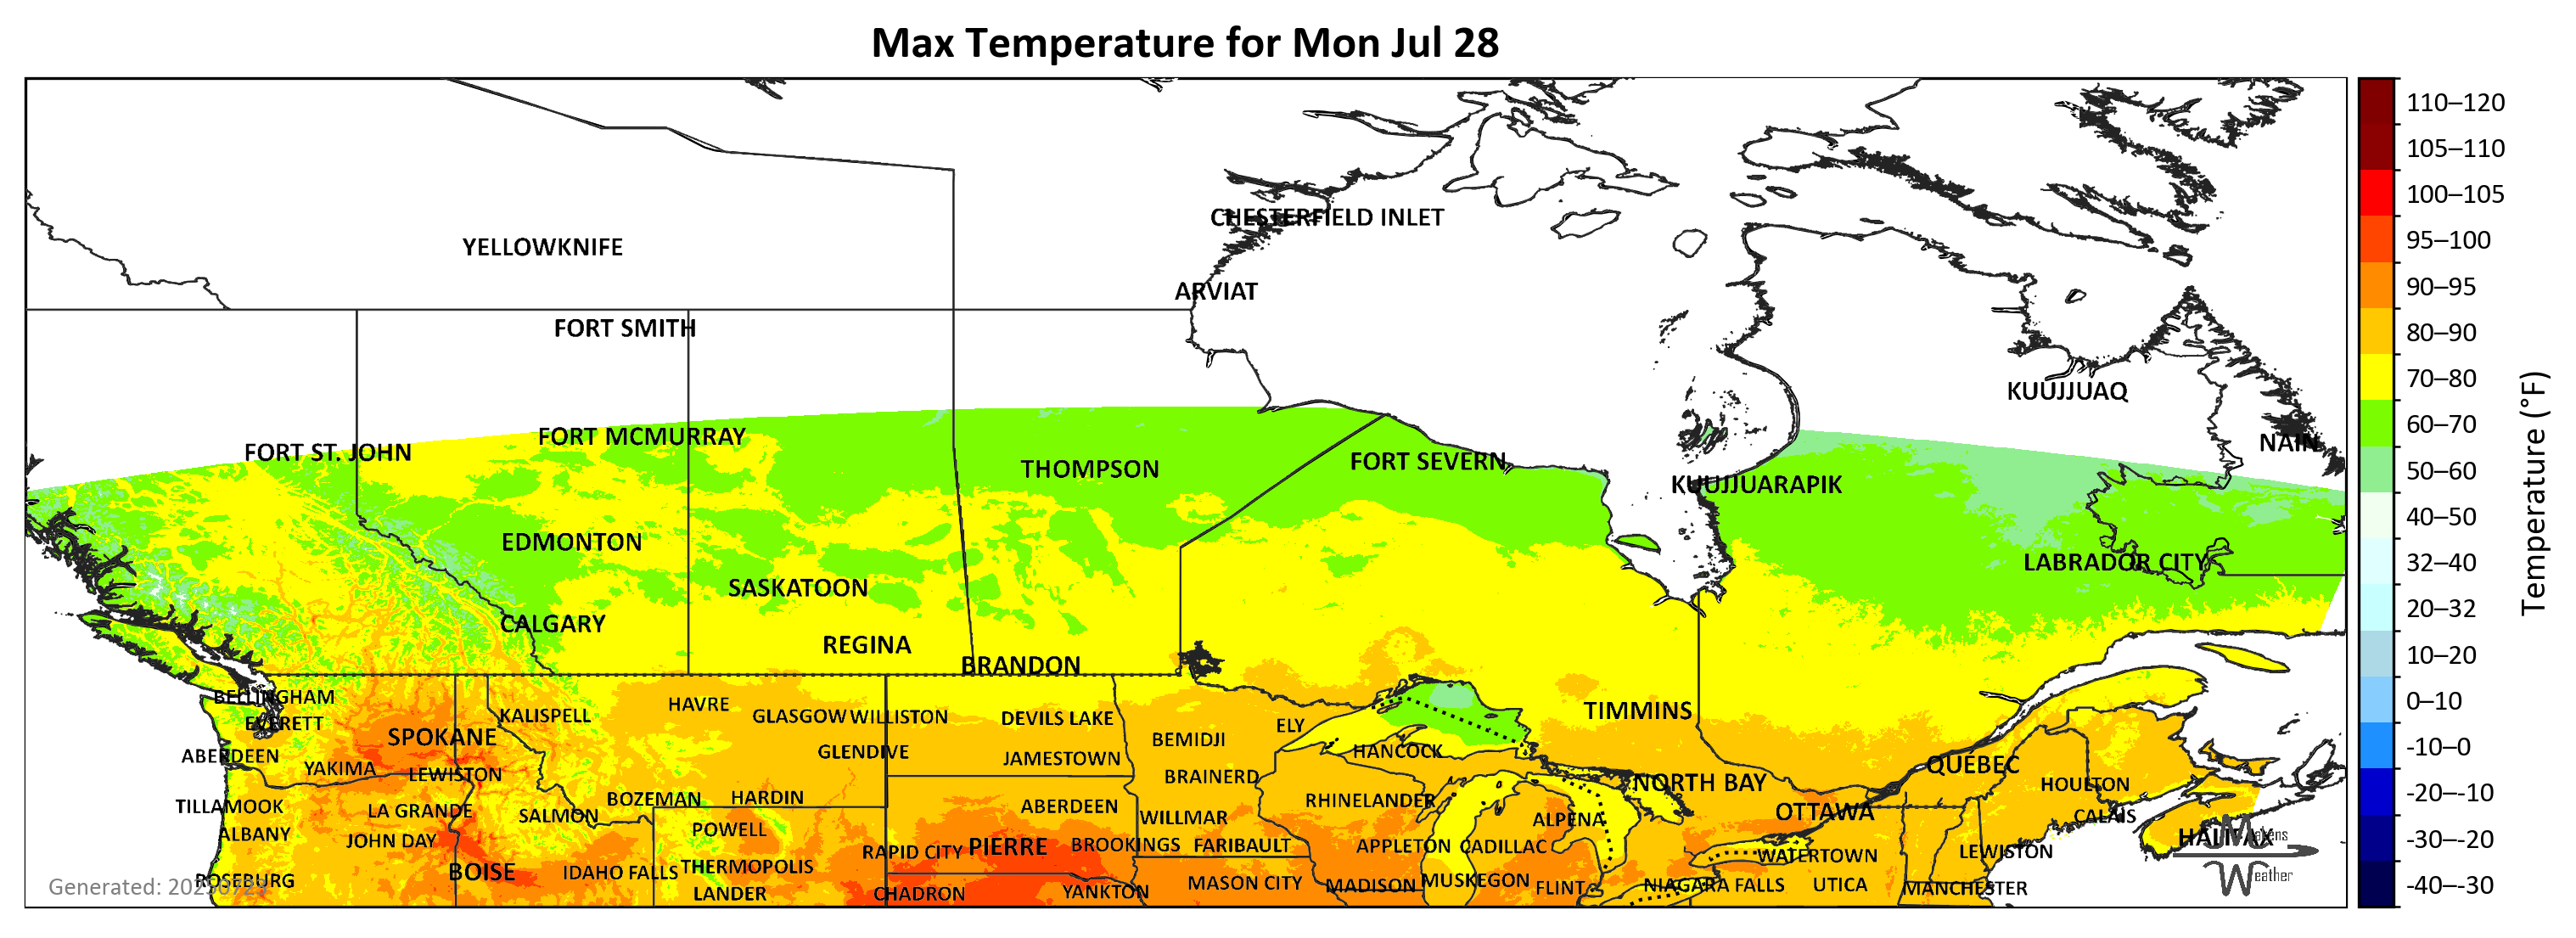 Max Temperature for Mon Jul 28
110–120
105–110
100–105
95–100
90–95
80–90
70–80
60–70
50–60
40–50
32–40
20–32
10–20
0–10
-10–0
-20–-10
-30–-20
-40–-30
Temperature (°F)
CHESTERFIELD INLET
YELLOWKNIFE
ARVIAT
FORT SMITH
KUUJJUAQ
FORT MCMURRAY
NAIN
FORT ST. JOHN
FORT SEVERN
THOMPSON
KUUJJUARAPIK
EDMONTON
LABRADOR CITY
SASKATOON
CALGARY
REGINA
BRANDON
BELLINGHAM
HAVRE
TIMMINS
KALISPELL
GLASGOW
WILLISTON
DEVILS LAKE
EVERETT
ELY
SPOKANE
BEMIDJI
GLENDIVE
HANCOCK
ABERDEEN
JAMESTOWN
QUÉBEC
YAKIMA
LEWISTON
BRAINERD
NORTH BAY
HOULTON
BOZEMAN
HARDIN
RHINELANDER
TILLAMOOK
ABERDEEN
LA GRANDE
SALMON
OTTAWA
CALAIS
WILLMAR
ALPENA
POWELL
ALBANY
HALIFAX
JOHN DAY
PIERRE
BROOKINGS
FARIBAULT
APPLETON
CADILLAC
RAPID CITY
LEWISTON
WATERTOWN
THERMOPOLIS
BOISE
IDAHO FALLS
ROSEBURG
MUSKEGON
MASON CITY
MADISON
FLINT
NIAGARA FALLS
UTICA
MANCHESTER
LANDER
CHADRON
YANKTON
Makens
Weather